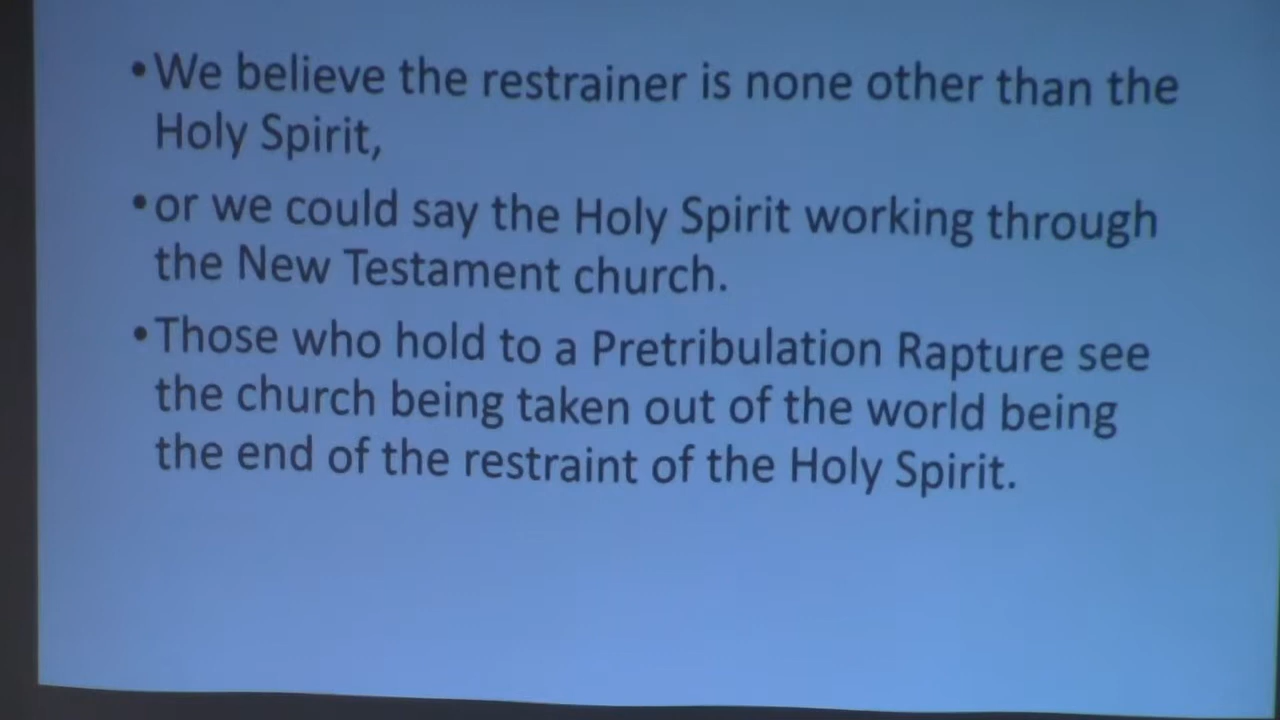 •We believe the restrainer is none other than the
Holy Spirit,
•or we could say the Holy Spirit working through
the New Testament church.
•Those who hold to a Pretribulation Rapture see
the church being taken out of the world being
the end of the restraint of the Holy Spirit.